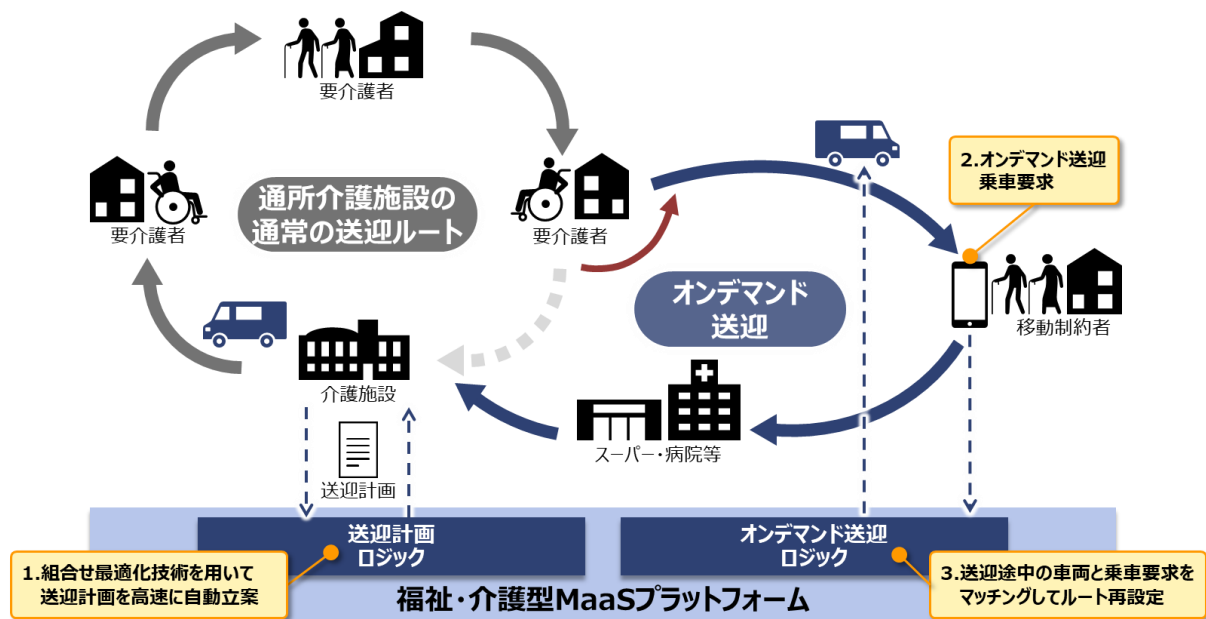 要介護者
2.オンデマンド送迎
乗車要求
要介護者
通所介護施設の
通常の送迎ルート
要介護者
オンデマンド
送迎
移動制約者
介護施設
スーパー・病院等
送迎計画
送迎計画
ロジック
オンデマンド送迎
ロジック
1.組合せ最適化技術を用いて
送迎計画を高速に自動立案
3.送迎途中の車両と乗車要求を
マッチングしてルート再設定
福祉・介護型MaaSプラットフォーム